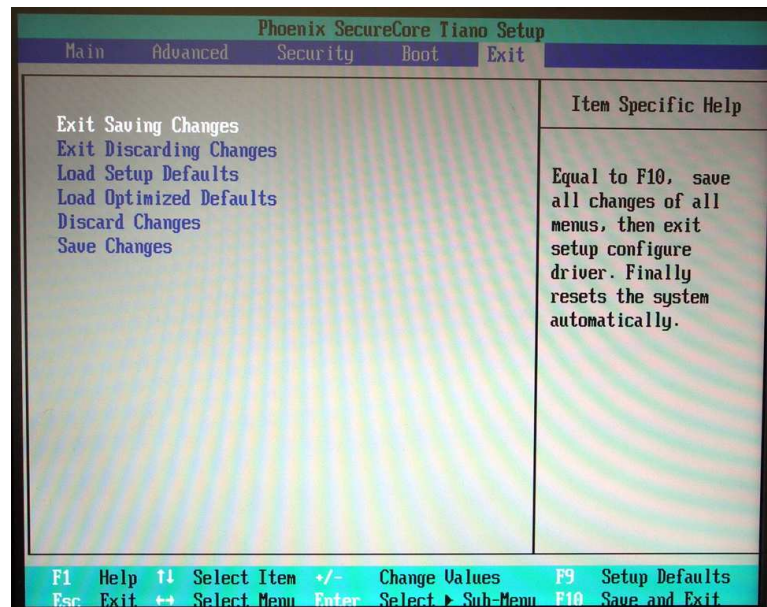 Phoenix SecureCore Tiano Setup
Main Advanced Security Boot Exit
Exit Saving Changes
Exit Discarding Changes
Load Setup Defaults
Load Optimized Defaults
Discard Changes
Save Changes
Item Specific Help
Equal to F10, save
all changes of all
menus, then exit
setup configure
driver. Finally
resets the system
automatically.
F1 Help ↑↓ Select Item +/- Change Values F9 Setup Defaults
Esc Exit ↔ Select Menu Enter Select ▶ Sub-Menu F10 Save and Exit